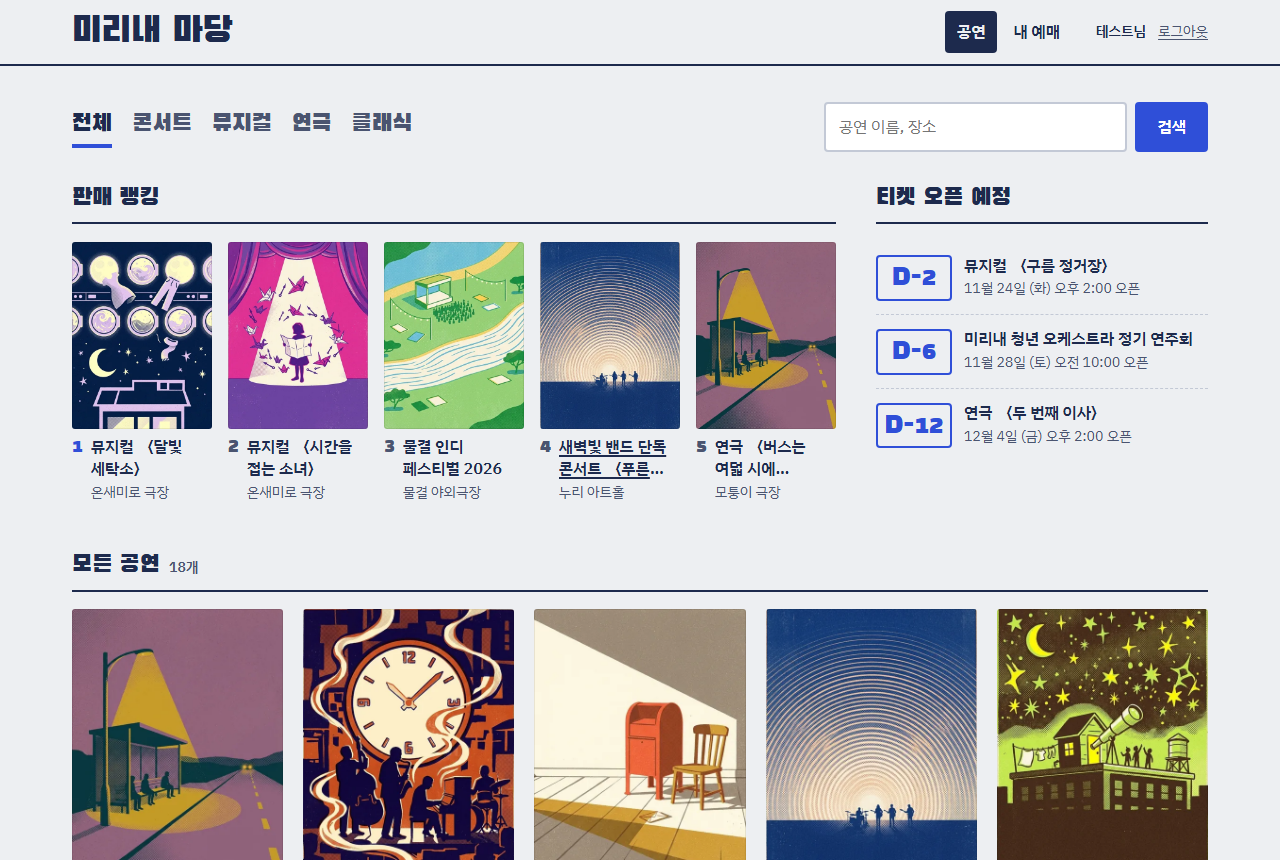 미리내 마당
공연 내 예매 테스트님 로그아웃
전체 콘서트 뮤지컬 연극 클래식
공연 이름, 장소 검색
판매 랭킹
1 뮤지컬 〈달빛
세탁소〉
온새미로 극장
2 뮤지컬 〈시간을
접는 소녀〉
온새미로 극장
3 물결 인디
페스티벌 2026
물결 야외극장
4 새벽빛 밴드 단독
콘서트 〈푸른...
누리 아트홀
5 연극 〈버스는
여덟 시에...
모퉁이 극장
티켓 오픈 예정
D-2 뮤지컬 〈구름 정거장〉
11월 24일 (화) 오후 2:00 오픈
D-6 미리내 청년 오케스트라 정기 연주회
11월 28일 (토) 오전 10:00 오픈
D-12 연극 〈두 번째 이사〉
12월 4일 (금) 오후 2:00 오픈
모든 공연 18개
12
3
6
9